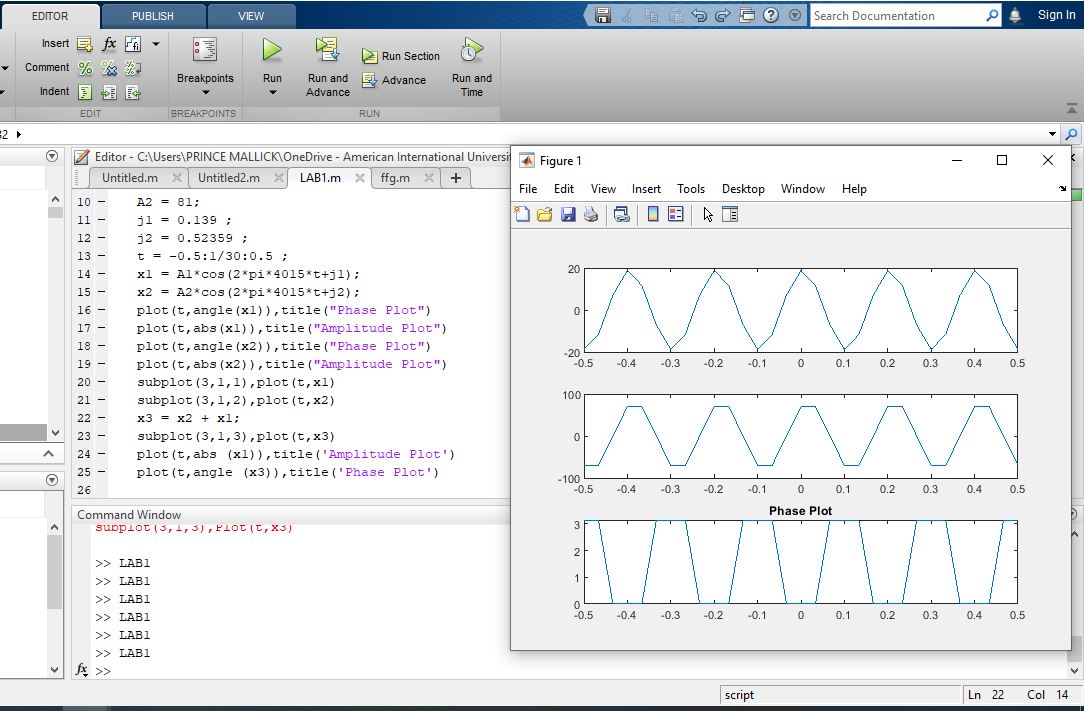 EDITOR PUBLISH VIEW
Search Documentation
Sign In
Insert fx fi
Run Section
Comment % %
Breakpoints Run Run and Advance Run and Time
Advance
Indent
EDIT BREAKPOINTS RUN
Editor - C:\Users\PRINCE MALLICK\OneDrive - American International Universi
Untitled.m Untitled2.m LAB1.m ffg.m +
10 - A2 = 81;
11 - j1 = 0.139 ;
12 - j2 = 0.52359 ;
13 - t = -0.5:1/30:0.5 ;
14 - x1 = A1*cos(2*pi*4015*t+j1);
15 - x2 = A2*cos(2*pi*4015*t+j2);
16 - plot(t,angle(x1)),title("Phase Plot")
17 - plot(t,abs(x1)),title("Amplitude Plot")
18 - plot(t,angle(x2)),title("Phase Plot")
19 - plot(t,abs(x2)),title("Amplitude Plot")
20 - subplot(3,1,1),plot(t,x1)
21 - subplot(3,1,2),plot(t,x2)
22 - x3 = x2 + x1;
23 - subplot(3,1,3),plot(t,x3)
24 - plot(t,abs (x1)),title('Amplitude Plot')
25 - plot(t,angle (x3)),title('Phase Plot')
26
Command Window
subplot(3,1,3),Plot(t,x3)
>> LAB1
>> LAB1
>> LAB1
>> LAB1
>> LAB1
>> LAB1
fx >>
Figure 1
File Edit View Insert Tools Desktop Window Help
20
0
-20
-0.5 -0.4 -0.3 -0.2 -0.1 0 0.1 0.2 0.3 0.4 0.5
100
0
-100
-0.5 -0.4 -0.3 -0.2 -0.1 0 0.1 0.2 0.3 0.4 0.5
Phase Plot
3
2
1
0
-0.5 -0.4 -0.3 -0.2 -0.1 0 0.1 0.2 0.3 0.4 0.5
script
Ln 22 Col 14